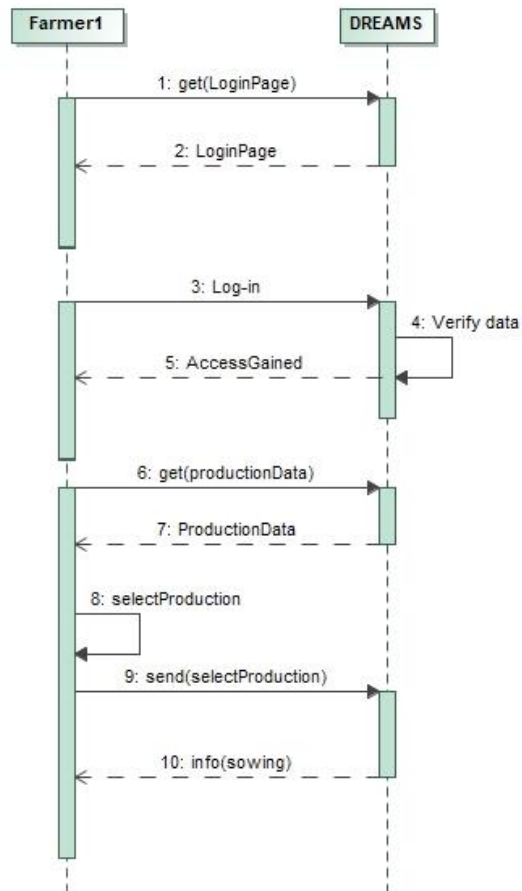 Farmer1
DREAMS
1: get(LoginPage)
2: LoginPage
3: Log-in
4: Verify data
5: AccessGained
6: get(productionData)
7: ProductionData
8: selectProduction
9: send(selectProduction)
10: info(sowing)